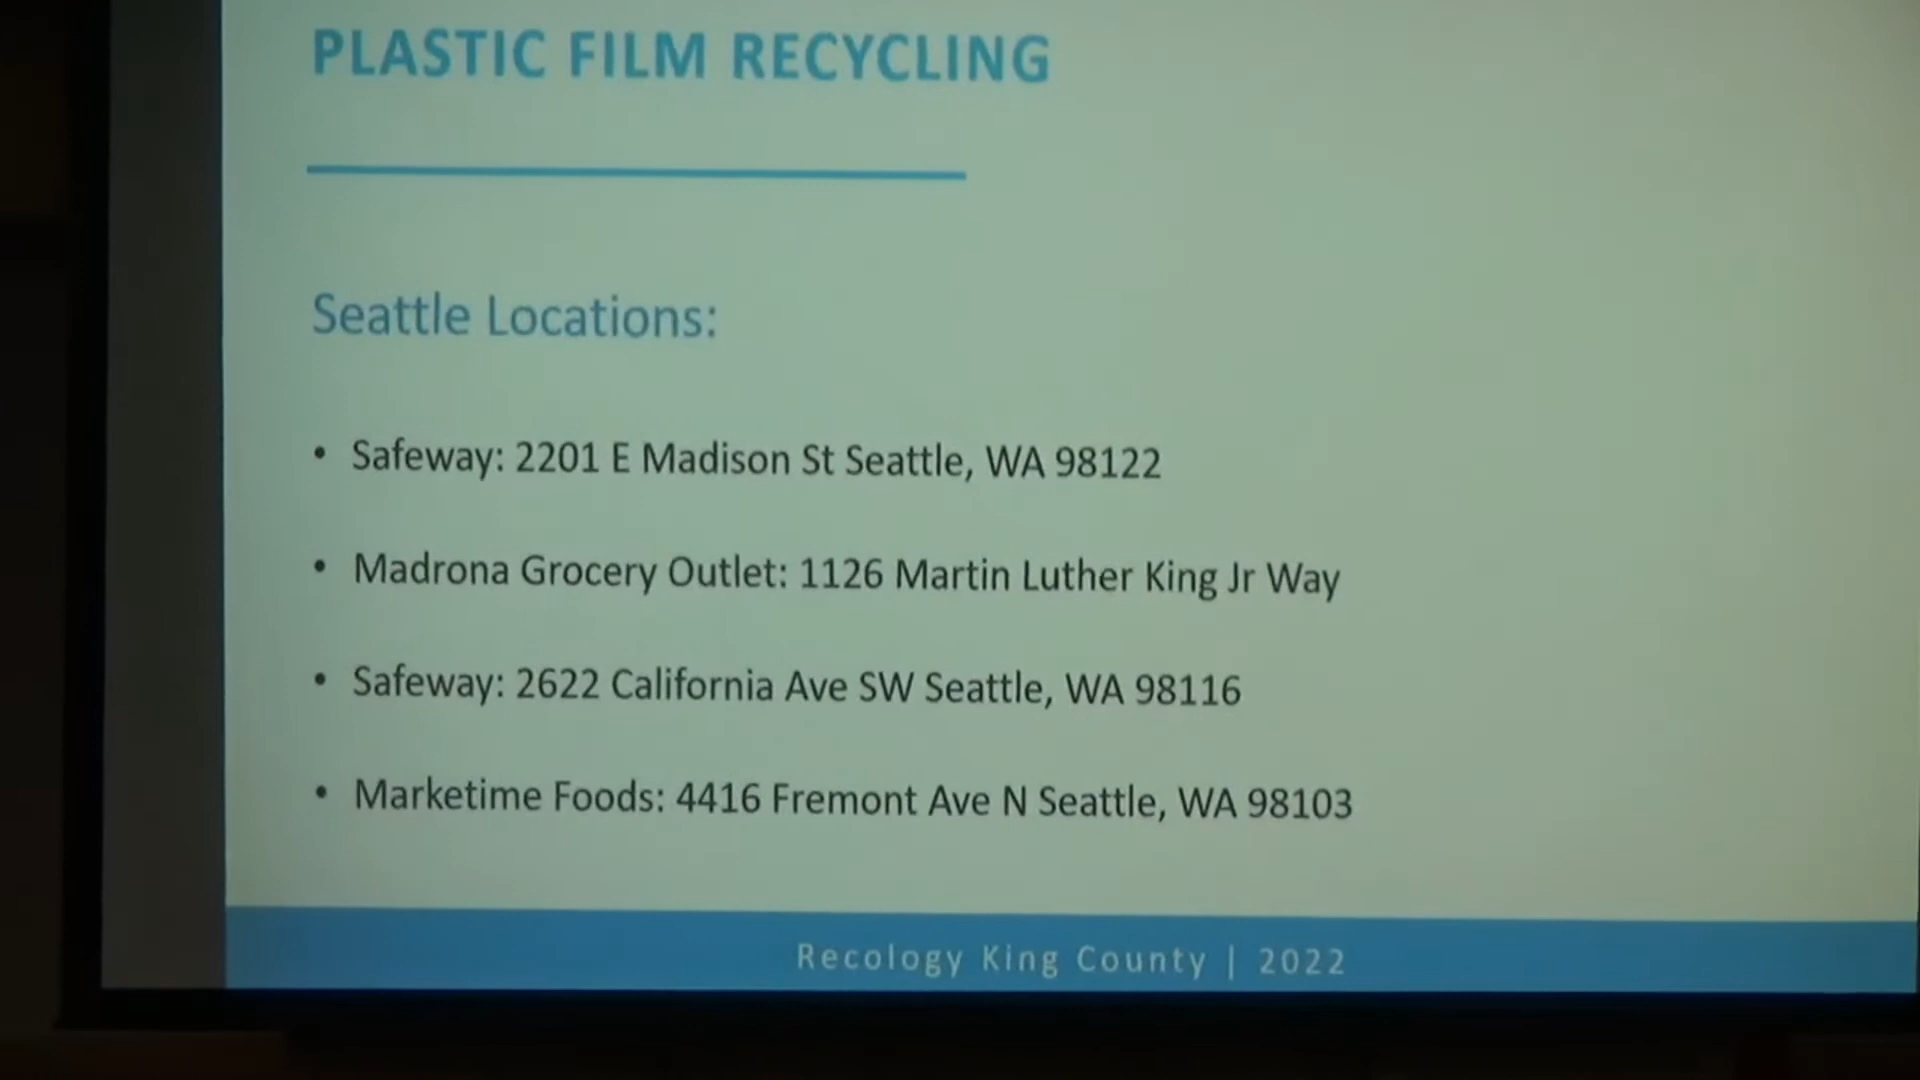 PLASTIC FILM RECYCLING
Seattle Locations:
• Safeway: 2201 E Madison St Seattle, WA 98122
• Madrona Grocery Outlet: 1126 Martin Luther King Jr Way
• Safeway: 2622 California Ave SW Seattle, WA 98116
• Marketime Foods: 4416 Fremont Ave N Seattle, WA 98103
Recology King County | 2022